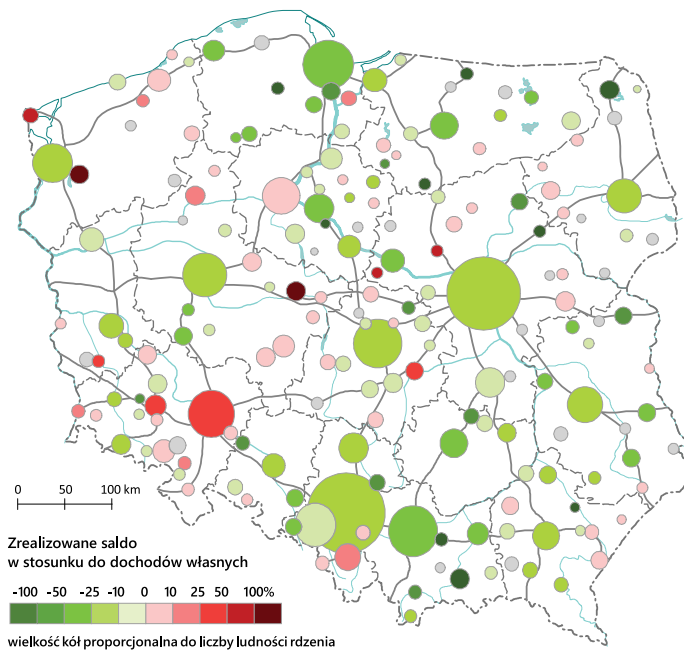 0 50 100 km
Zrealizowane saldo
w stosunku do dochodów własnych
-100 -50 -25 -10 0 10 25 50 100%
wielkość kół proporcjonalna do liczby ludności rdzenia